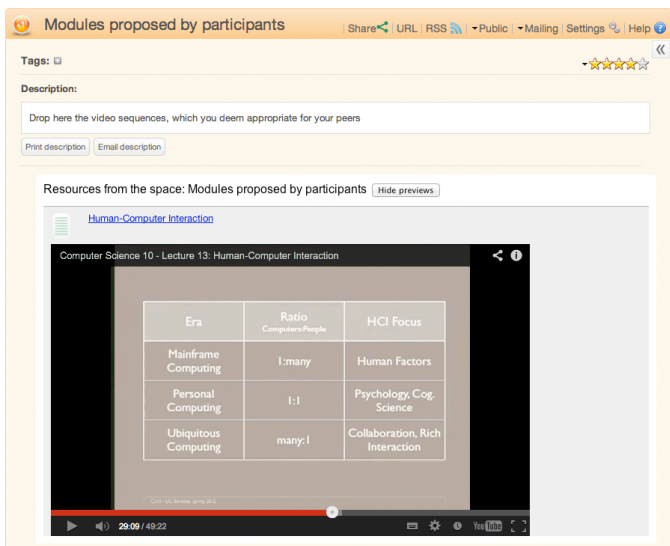 Modules proposed by participants
Share | URL | RSS | Public | Mailing | Settings | Help
Tags:
Description:
Drop here the video sequences, which you deem appropriate for your peers
Print description Email description
Resources from the space: Modules proposed by participants Hide previews
Human-Computer Interaction
Computer Science 10 - Lecture 13: Human-Computer Interaction
Era Ratio Computers:People HCI Focus
Mainframe Computing 1:many Human Factors
Personal Computing 1:1 Psychology, Cog. Science
Ubiquitous Computing many:1 Collaboration, Rich Interaction
29:09 / 49:22 YouTube